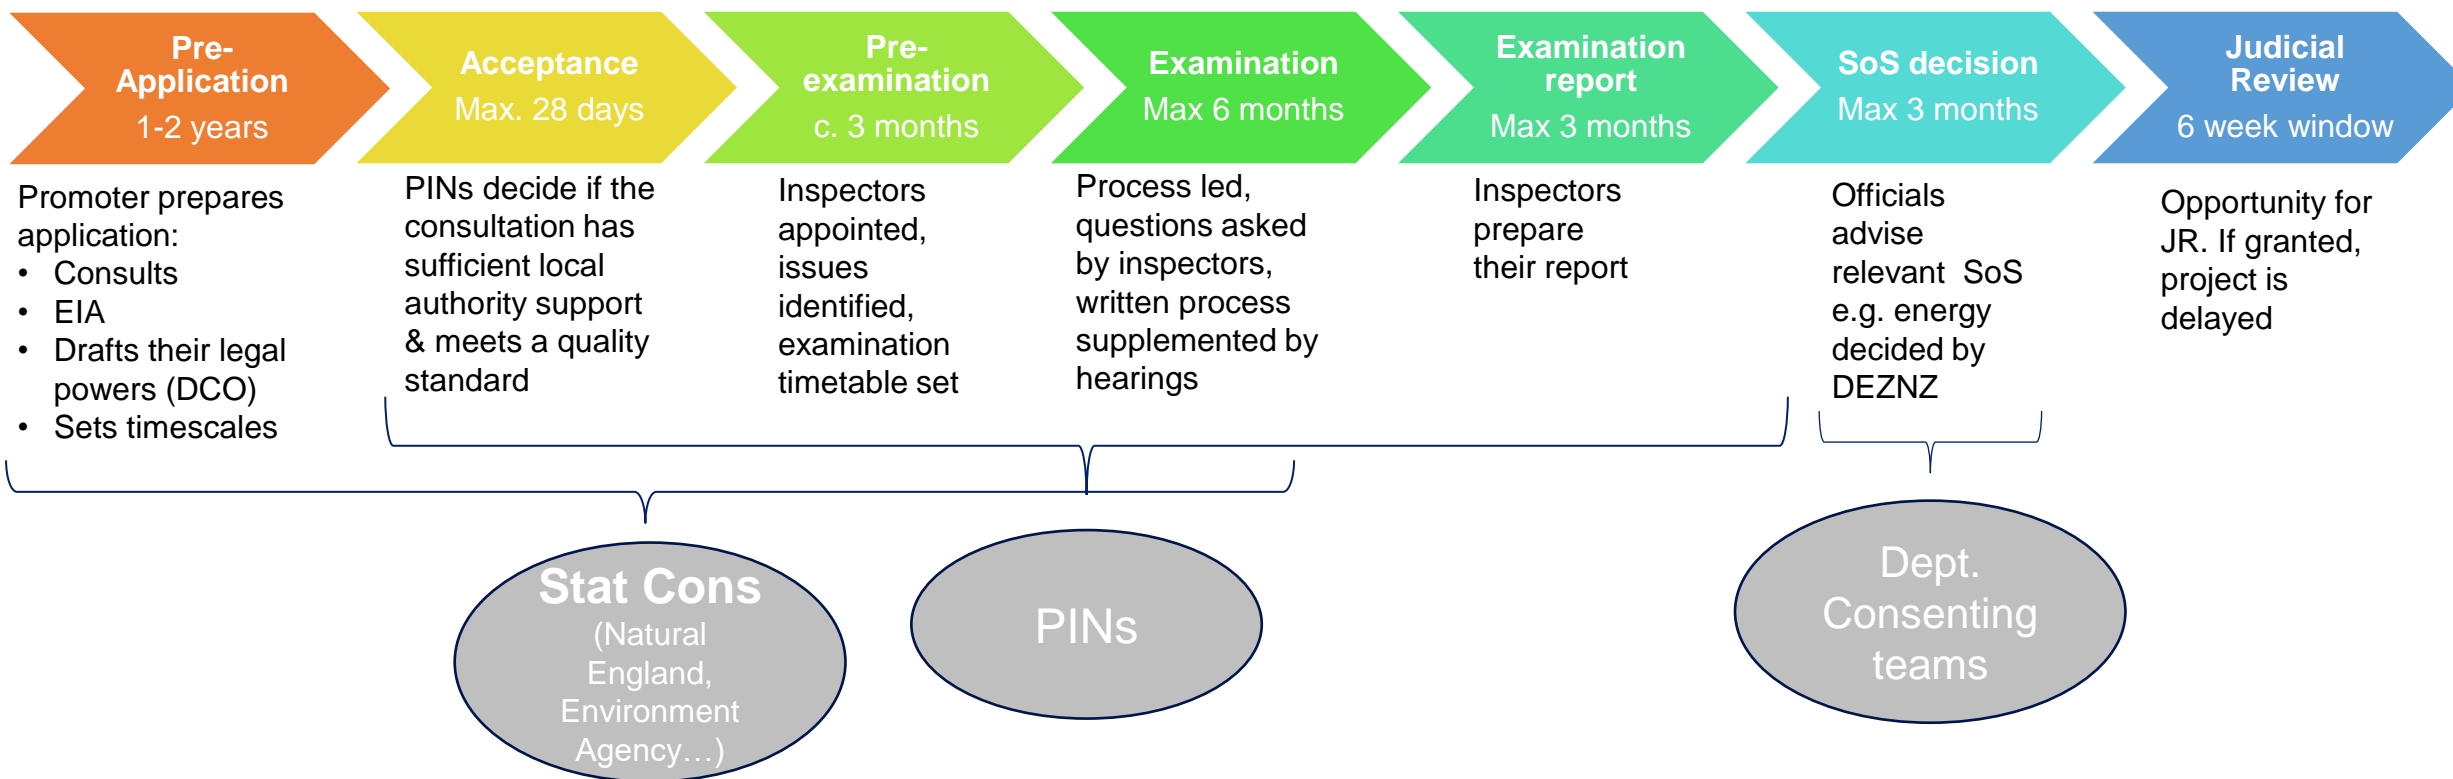 Pre-
Application
1-2 years
Acceptance
Max. 28 days
Pre-
examination
c. 3 months
Examination
Max 6 months
Examination
report
Max 3 months
SoS decision
Max 3 months
Judicial
Review
6 week window
Promoter prepares
application:
• Consults
• EIA
• Drafts their legal
powers (DCO)
• Sets timescales
PINs decide if the
consultation has
sufficient local
authority support
& meets a quality
standard
Inspectors
appointed,
issues
identified,
examination
timetable set
Process led,
questions asked
by inspectors,
written process
supplemented by
hearings
Inspectors
prepare
their report
Officials
advise
relevant SoS
e.g. energy
decided by
DEZNZ
Opportunity for
JR. If granted,
project is
delayed
Stat Cons
(Natural
England,
Environment
Agency…)
PINs
Dept.
Consenting
teams